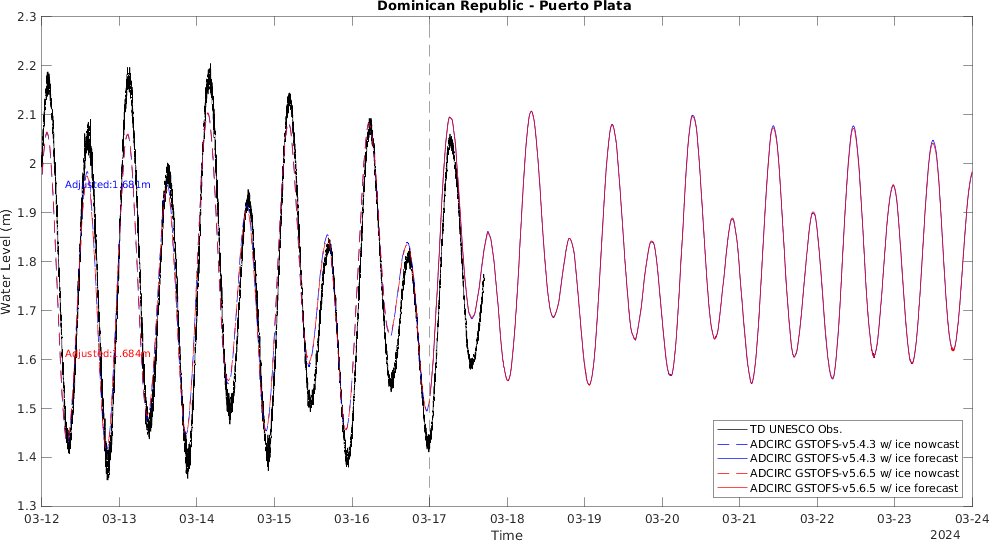 Dominican Republic - Puerto Plata
2.3
2.2
2.1
2
1.9
1.8
1.7
1.6
1.5
1.4
1.3
Water Level (m)
Adjusted:1.681m
Adjusted:1.684m
TD UNESCO Obs.
ADCIRC GSTOFS-v5.4.3 w/ ice nowcast
ADCIRC GSTOFS-v5.4.3 w/ ice forecast
ADCIRC GSTOFS-v5.6.5 w/ ice nowcast
ADCIRC GSTOFS-v5.6.5 w/ ice forecast
03-12 03-13 03-14 03-15 03-16 03-17 03-18 03-19 03-20 03-21 03-22 03-23 03-24
Time
2024